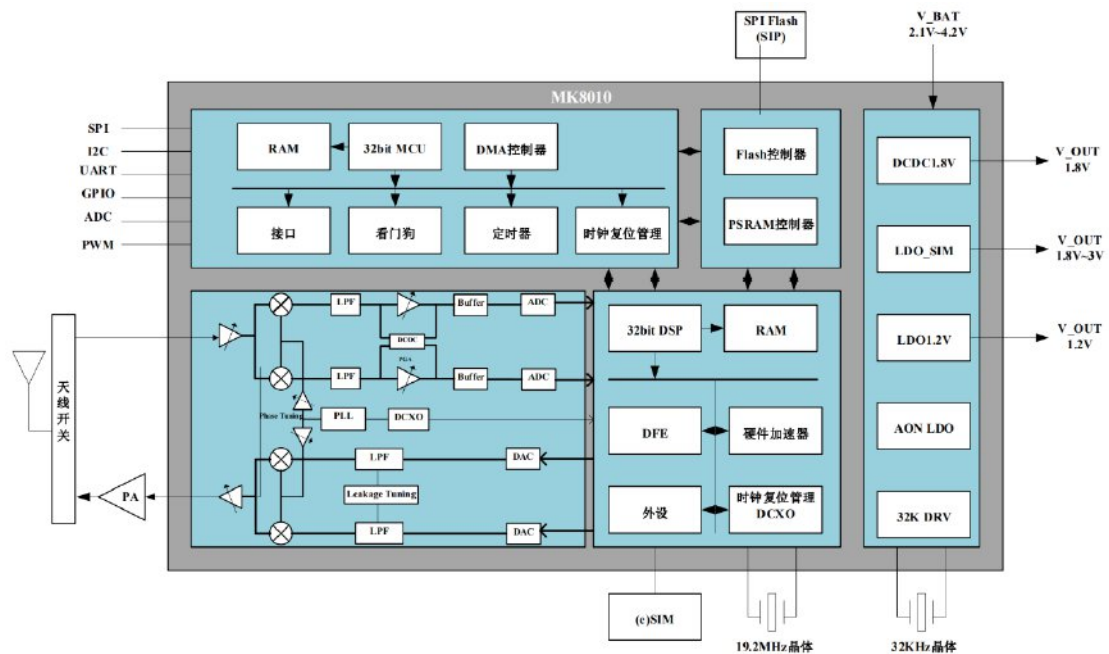 SPI Flash
(SIP)
V_BAT
2.1V~4.2V
MK8010
SPI
I2C
UART
GPIO
ADC
PWM
RAM
32bit MCU
DMA控制器
接口
看门狗
定时器
时钟复位管理
Flash控制器
PSRAM控制器
DCDC1.8V
V_OUT
1.8V
LDO_SIM
V_OUT
1.8V~3V
LDO1.2V
V_OUT
1.2V
AON LDO
32K DRV
LPF
Buffer
ADC
DCOC
PGA
LPF
Buffer
ADC
Phase Tuning
PLL
DCXO
LPF
DAC
Leakage Tuning
LPF
DAC
天线开关
PA
32bit DSP
RAM
DFE
硬件加速器
外设
时钟复位管理
DCXO
(e)SIM
19.2MHz晶体
32KHz晶体